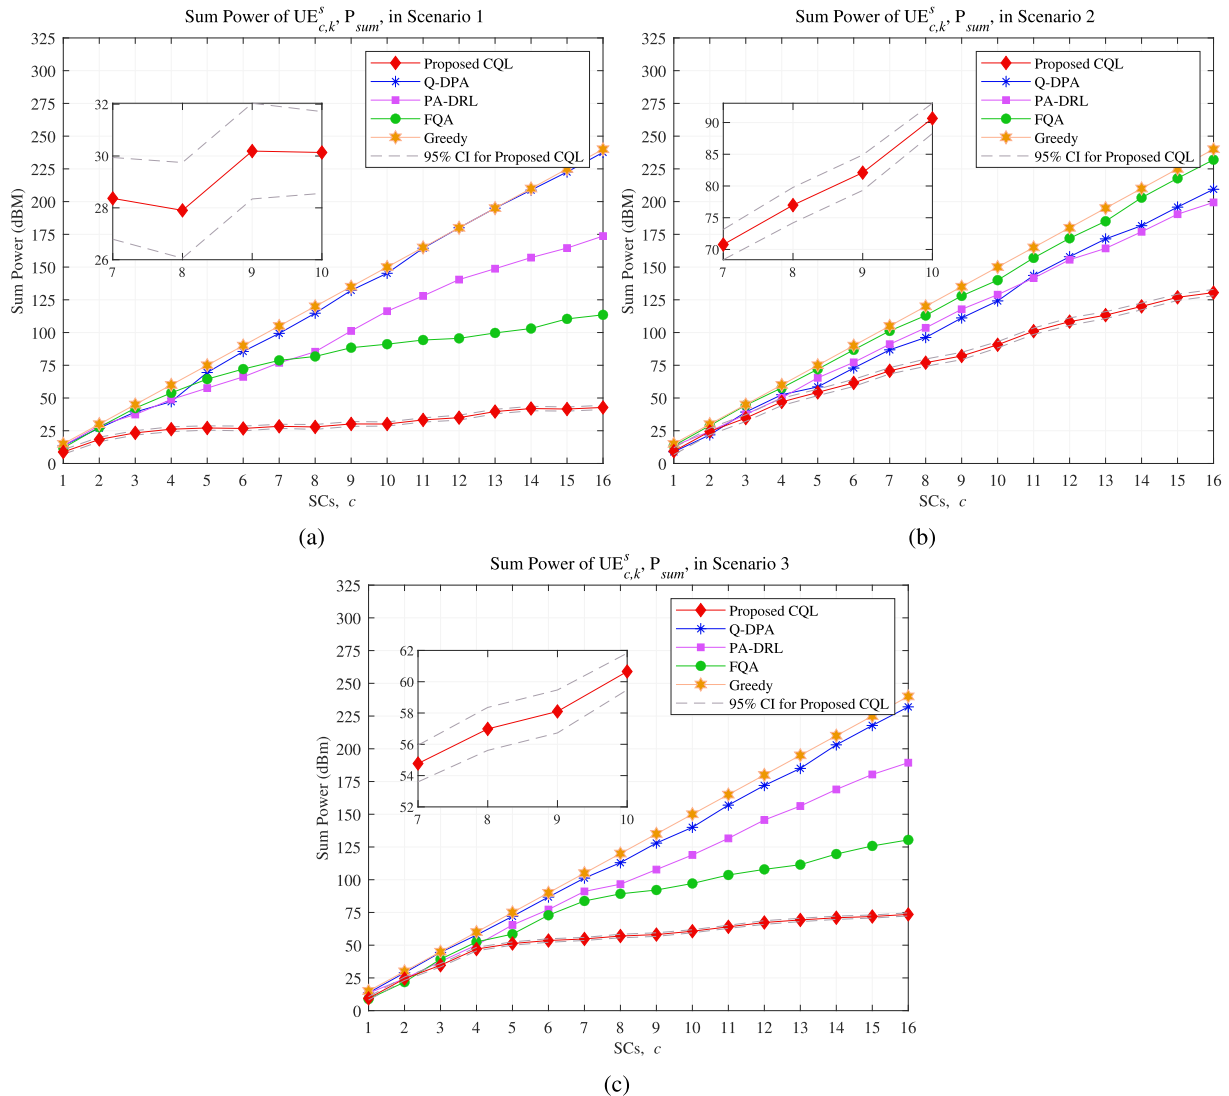 Sum Power of UE^s_{c,k}, P_{sum}, in Scenario 1
325
300
275
250
225
200
175
150
125
100
75
50
25
0
Sum Power (dBM)
1 2 3 4 5 6 7 8 9 10 11 12 13 14 15 16
SCs, c
Proposed CQL
Q-DPA
PA-DRL
FQA
Greedy
95% CI for Proposed CQL
32
30
28
26
7 8 9 10
(a)
Sum Power of UE^s_{c,k}, P_{sum}, in Scenario 2
325
300
275
250
225
200
175
150
125
100
75
50
25
0
Sum Power (dBM)
1 2 3 4 5 6 7 8 9 10 11 12 13 14 15 16
SCs, c
Proposed CQL
Q-DPA
PA-DRL
FQA
Greedy
95% CI for Proposed CQL
90
85
80
75
70
7 8 9 10
(b)
Sum Power of UE^s_{c,k}, P_{sum}, in Scenario 3
325
300
275
250
225
200
175
150
125
100
75
50
25
0
Sum Power (dBm)
1 2 3 4 5 6 7 8 9 10 11 12 13 14 15 16
SCs, c
Proposed CQL
Q-DPA
PA-DRL
FQA
Greedy
95% CI for Proposed CQL
62
60
58
56
54
52
7 8 9 10
(c)